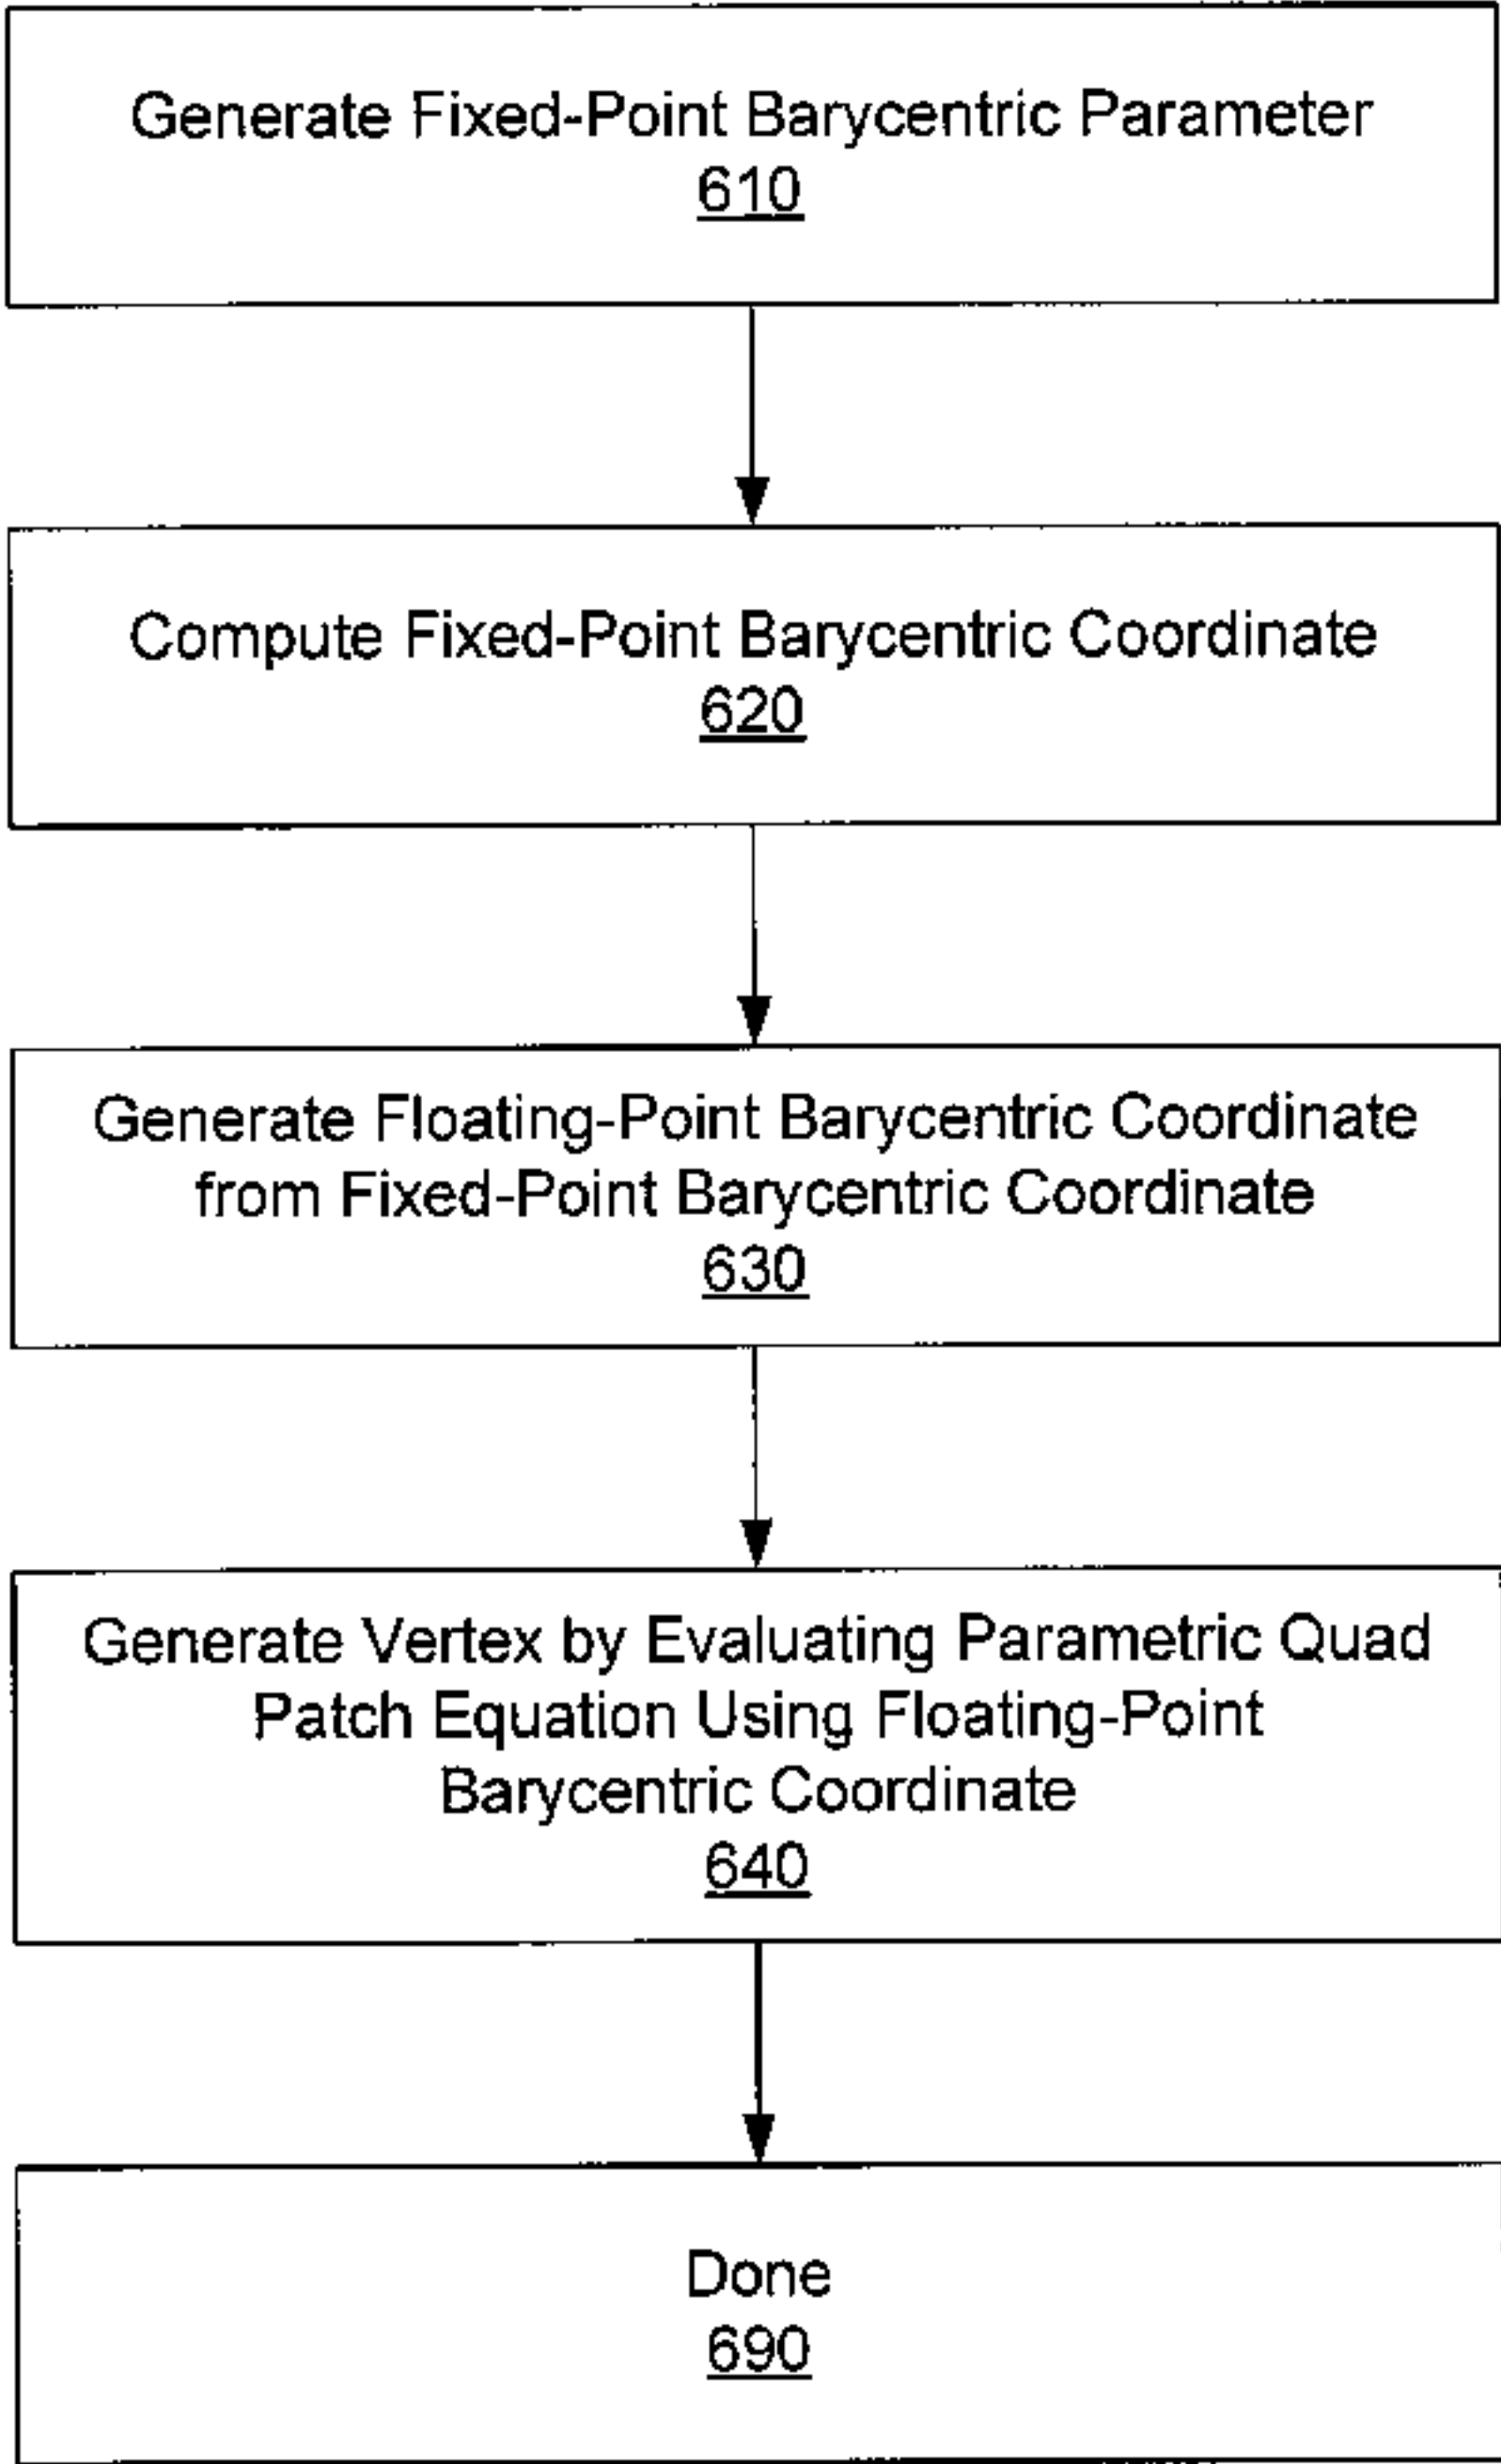 Generate Fixed-Point Barycentric Parameter
610
Compute Fixed-Point Barycentric Coordinate
620
Generate Floating-Point Barycentric Coordinate
from Fixed-Point Barycentric Coordinate
630
Generate Vertex by Evaluating Parametric Quad
Patch Equation Using Floating-Point
Barycentric Coordinate
640
Done
690